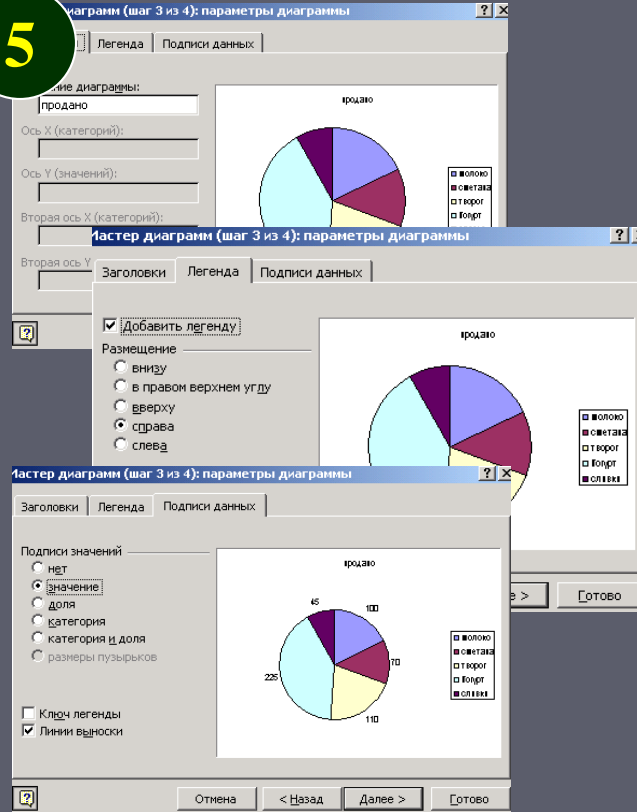 5
иаграмм (шаг 3 из 4): параметры диаграммы
Легенда
Подписи данных
ние диаграммы:
продано
Ось X (категорий):
Ось Y (значений):
Вторая ось X (категорий):
Вторая ось Y
продано
молоко
сметана
творог
йогурт
Мастер диаграмм (шаг 3 из 4): параметры диаграммы
Заголовки
Легенда
Подписи данных
Добавить легенду
Размещение
внизу
в правом верхнем углу
вверху
справа
слева
продано
молоко
сметана
творог
йогурт
сливки
е >
Готово
Мастер диаграмм (шаг 3 из 4): параметры диаграммы
Заголовки
Легенда
Подписи данных
Подписи значений
нет
значение
доля
категория
категория и доля
размеры пузырьков
Ключ легенды
Линии выноски
продано
45
100
70
225
110
молоко
сметана
творог
йогурт
сливки
Отмена
< Назад
Далее >
Готово